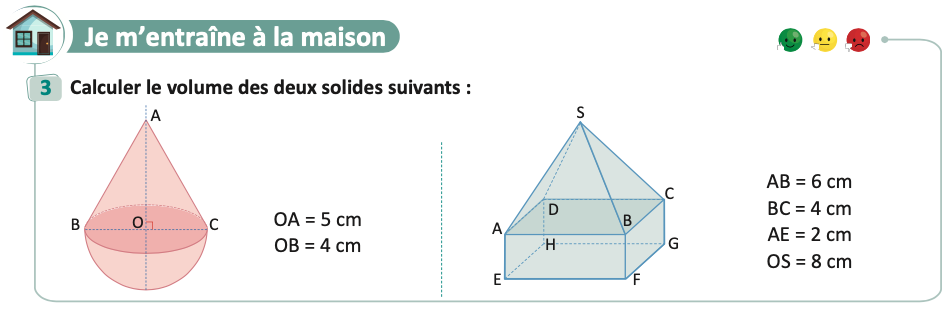 Je m'entraîne à la maison
3 Calculer le volume des deux solides suivants :
A
B
O
C
OA = 5 cm
OB = 4 cm
S
A
D
B
C
E
H
F
G
AB = 6 cm
BC = 4 cm
AE = 2 cm
OS = 8 cm